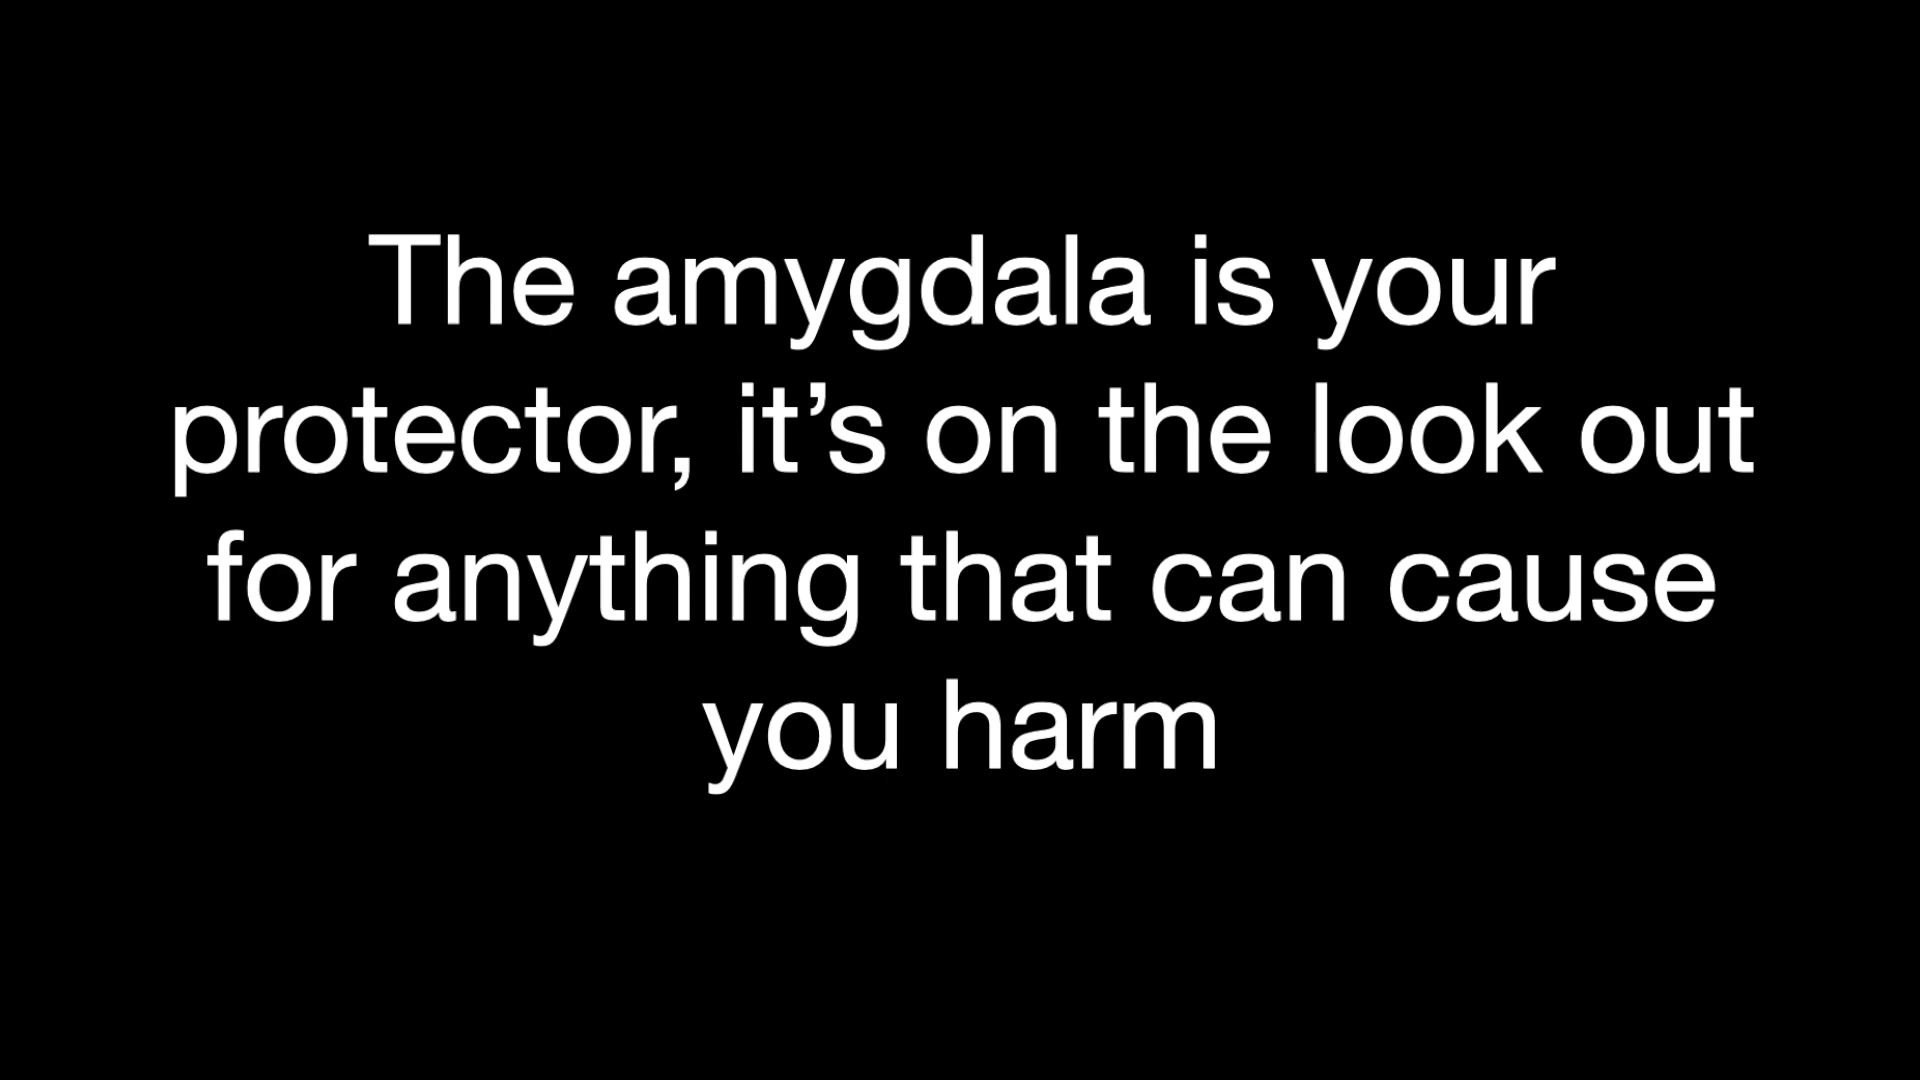 The amygdala is your
protector, it’s on the look out
for anything that can cause
you harm